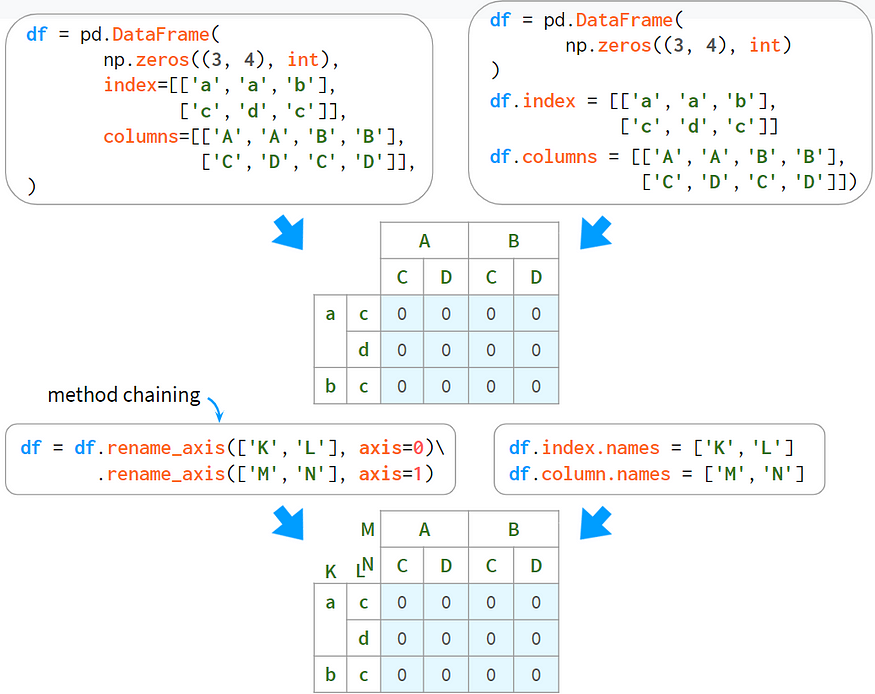 df = pd.DataFrame(
np.zeros((3, 4), int),
index=[['a','a','b'],
['c','d','c']],
columns=[['A','A','B','B'],
['C','D','C','D']],
)
df = pd.DataFrame(
np.zeros((3, 4), int)
)
df.index = [['a','a','b'],
['c','d','c']]
df.columns = [['A','A','B','B'],
['C','D','C','D']])
A B
C D C D
a c 0 0 0 0
d 0 0 0 0
b c 0 0 0 0
method chaining
df = df.rename_axis(['K','L'], axis=0)\
.rename_axis(['M','N'], axis=1)
df.index.names = ['K','L']
df.column.names = ['M','N']
M A B
K L N C D C D
a c 0 0 0 0
d 0 0 0 0
b c 0 0 0 0